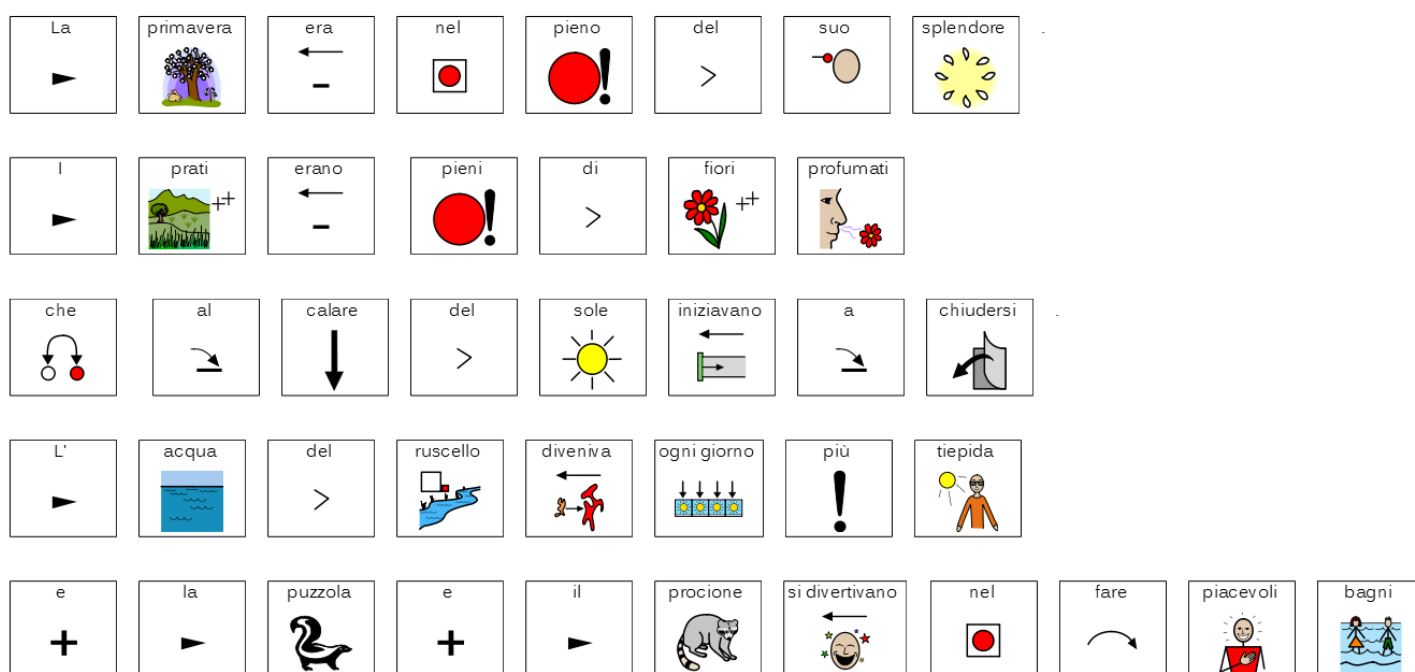 La primavera era nel pieno del suo splendore .
I prati erano pieni di fiori profumati
che al calare del sole iniziavano a chiudersi .
L' acqua del ruscello diveniva ogni giorno più tiepida
e la puzzola e il procione si divertivano nel fare piacevoli bagni